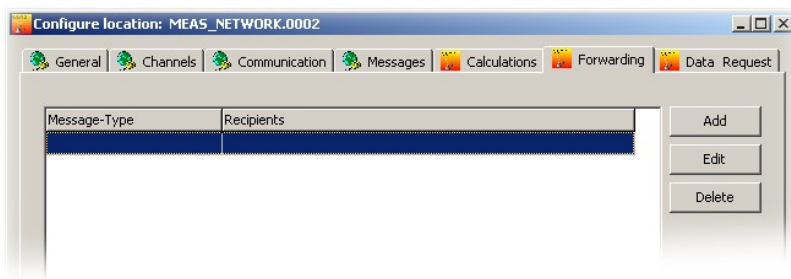 Configure location: MEAS_NETWORK.0002
General Channels Communication Messages Calculations Forwarding Data Request
Message-Type Recipients
Add
Edit
Delete